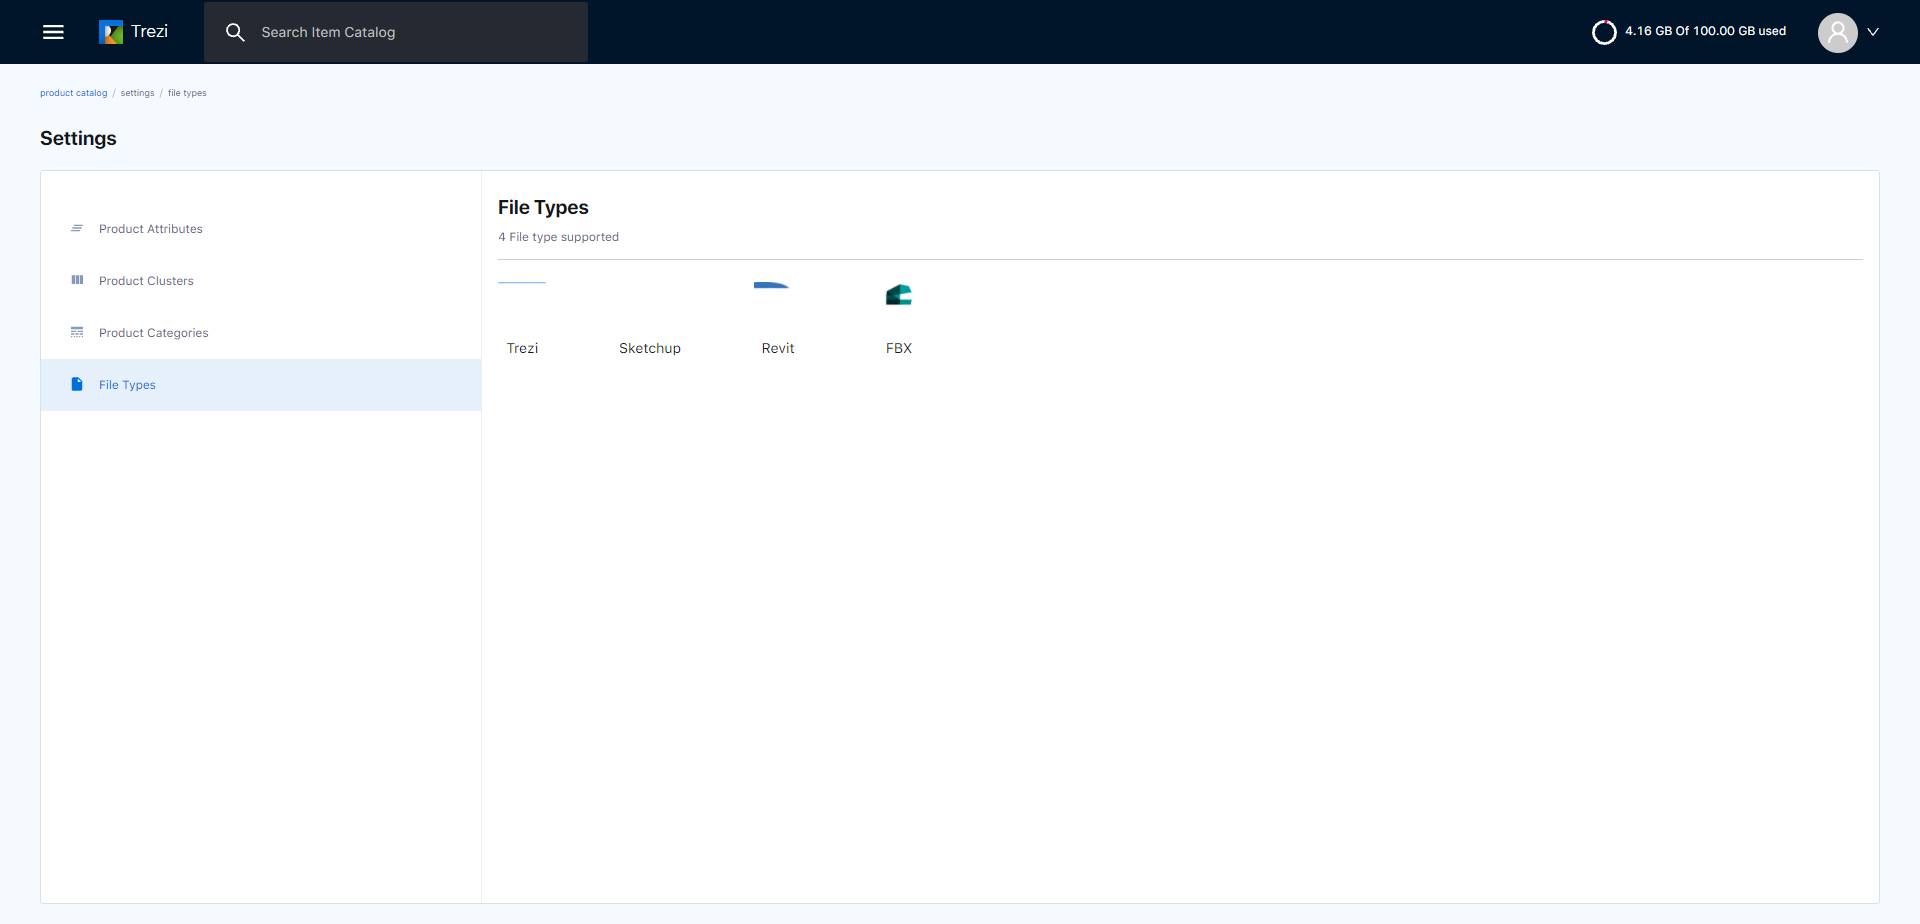 Trezi
Search Item Catalog
4.16 GB Of 100.00 GB used
product catalog / settings / file types
Settings
Product Attributes
Product Clusters
Product Categories
File Types
File Types
4 File type supported
Trezi
Sketchup
Revit
FBX